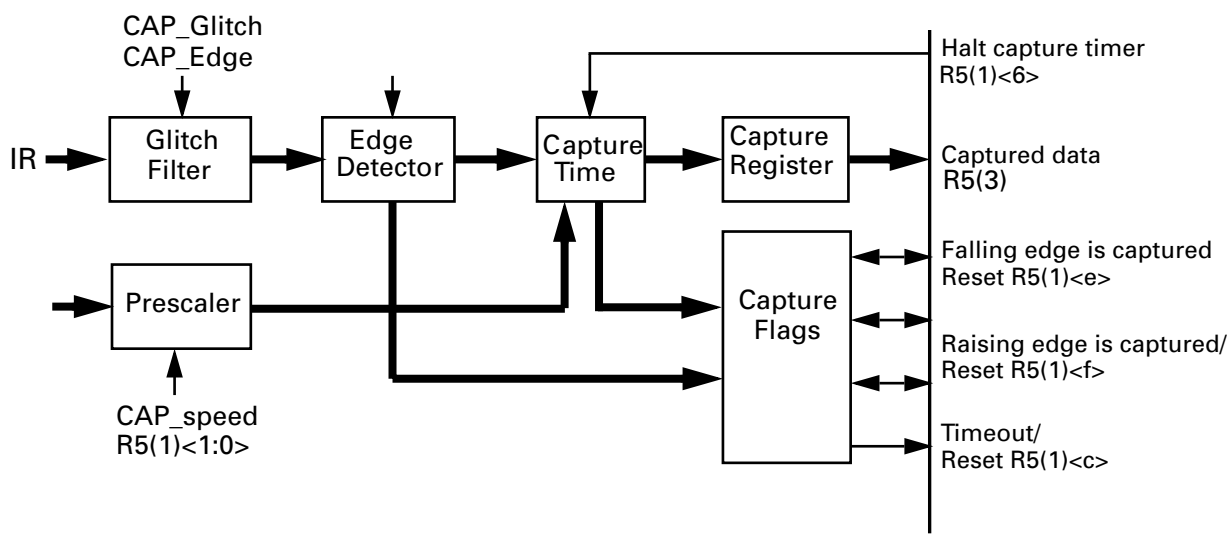 CAP_Glitch
CAP_Edge
Halt capture timer
R5(1)<6>
IR
Glitch
Filter
Edge
Detector
Capture
Time
Capture
Register
Captured data
R5(3)
Falling edge is captured
Reset R5(1)<e>
Prescaler
Capture
Flags
Raising edge is captured/
Reset R5(1)<f>
CAP_speed
R5(1)<1:0>
Timeout/
Reset R5(1)<c>